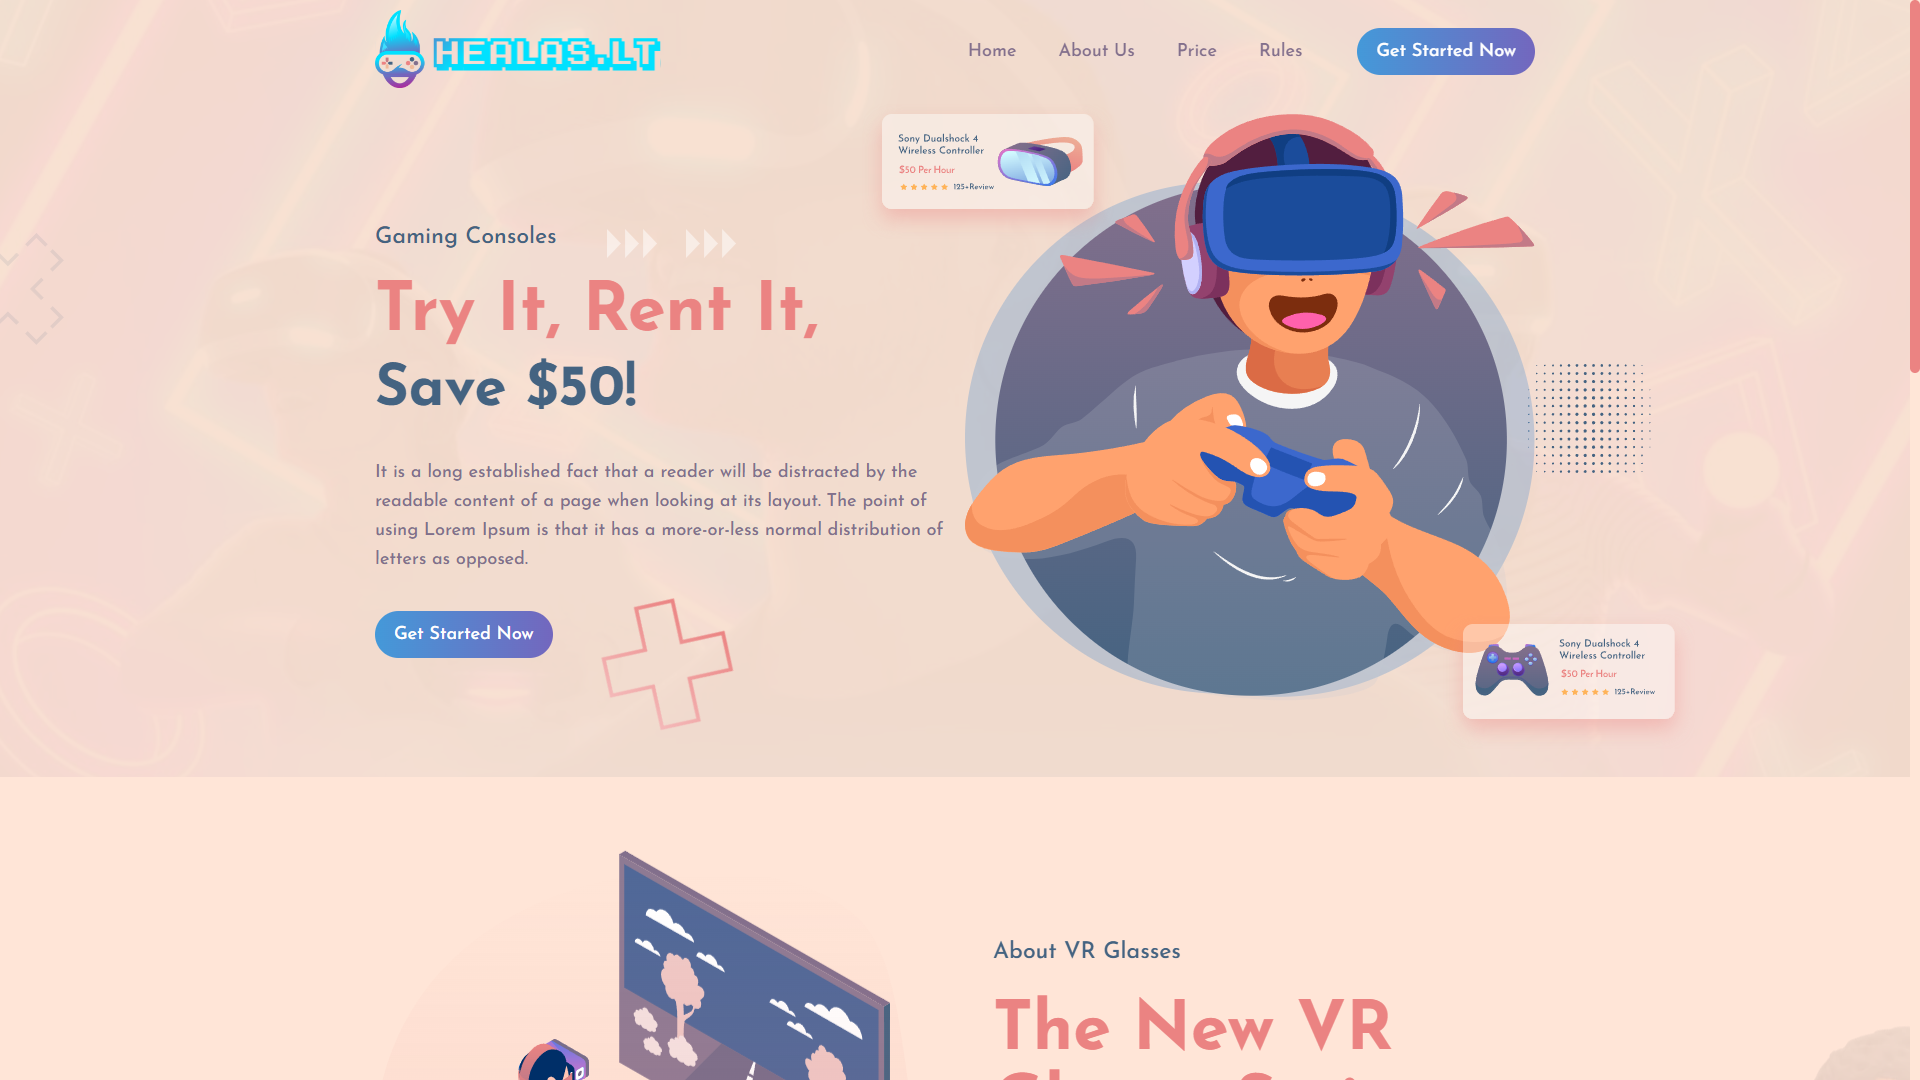 HEALAS.LT
Home
About Us
Price
Rules
Get Started Now
Sony Dualshock 4
Wireless Controller
$50 Per Hour
125+Review
Gaming Consoles
Try It, Rent It,
Save $50!
It is a long established fact that a reader will be distracted by the
readable content of a page when looking at its layout. The point of
using Lorem Ipsum is that it has a more-or-less normal distribution of
letters as opposed.
Get Started Now
Sony Dualshock 4
Wireless Controller
$50 Per Hour
125+Review
About VR Glasses
The New VR